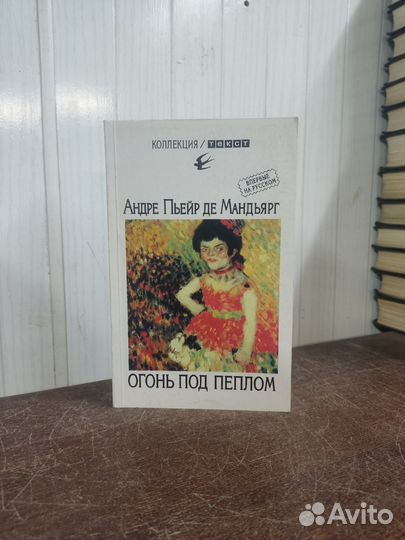 КОЛЛЕКЦИЯ / ТЕКСТ
ВПЕРВЫЕ
НА РУССКОМ
АНДРЕ ПЬЕЙР ДЕ МАНДЬЯРГ
ОГОНЬ ПОД ПЕПЛОМ
Avito